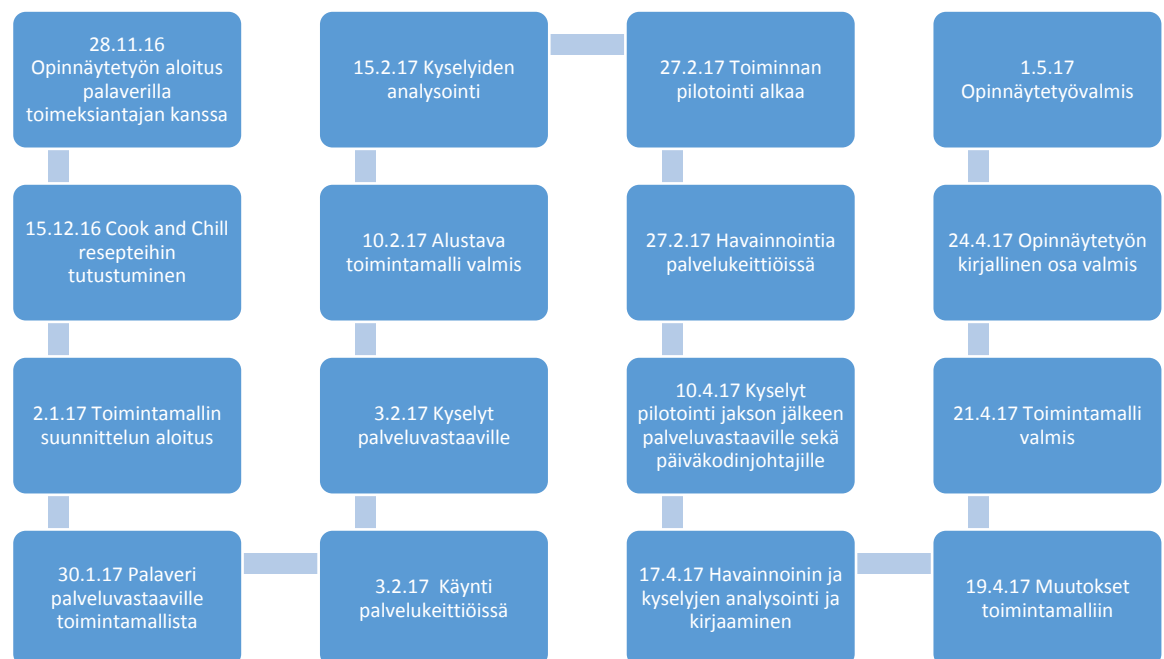 28.11.16
Opinnäytetyön aloitus
palaverilla
toimeksiantajan kanssa
15.12.16 Cook and Chill
resepteihin
tutustuminen
2.1.17 Toimintamallin
suunnittelun aloitus
30.1.17 Palaveri
palveluvastaaville
toimintamallista
3.2.17 Käynti
palvelukeittiöissä
3.2.17 Kyselyt
palveluvastaaville
10.2.17 Alustava
toimintamalli valmis
15.2.17 Kyselyiden
analysointi
27.2.17 Toiminnan
pilotointi alkaa
27.2.17 Havainnointia
palvelukeittiöissä
10.4.17 Kyselyt
pilotointi jakson jälkeen
palveluvastaaville sekä
päiväkodinjohtajille
17.4.17 Havainnoinin ja
kyselyjen analysointi ja
kirjaaminen
19.4.17 Muutokset
toimintamalliin
21.4.17 Toimintamalli
valmis
24.4.17 Opinnäytetyön
kirjallinen osa valmis
1.5.17
Opinnäytetyövalmis